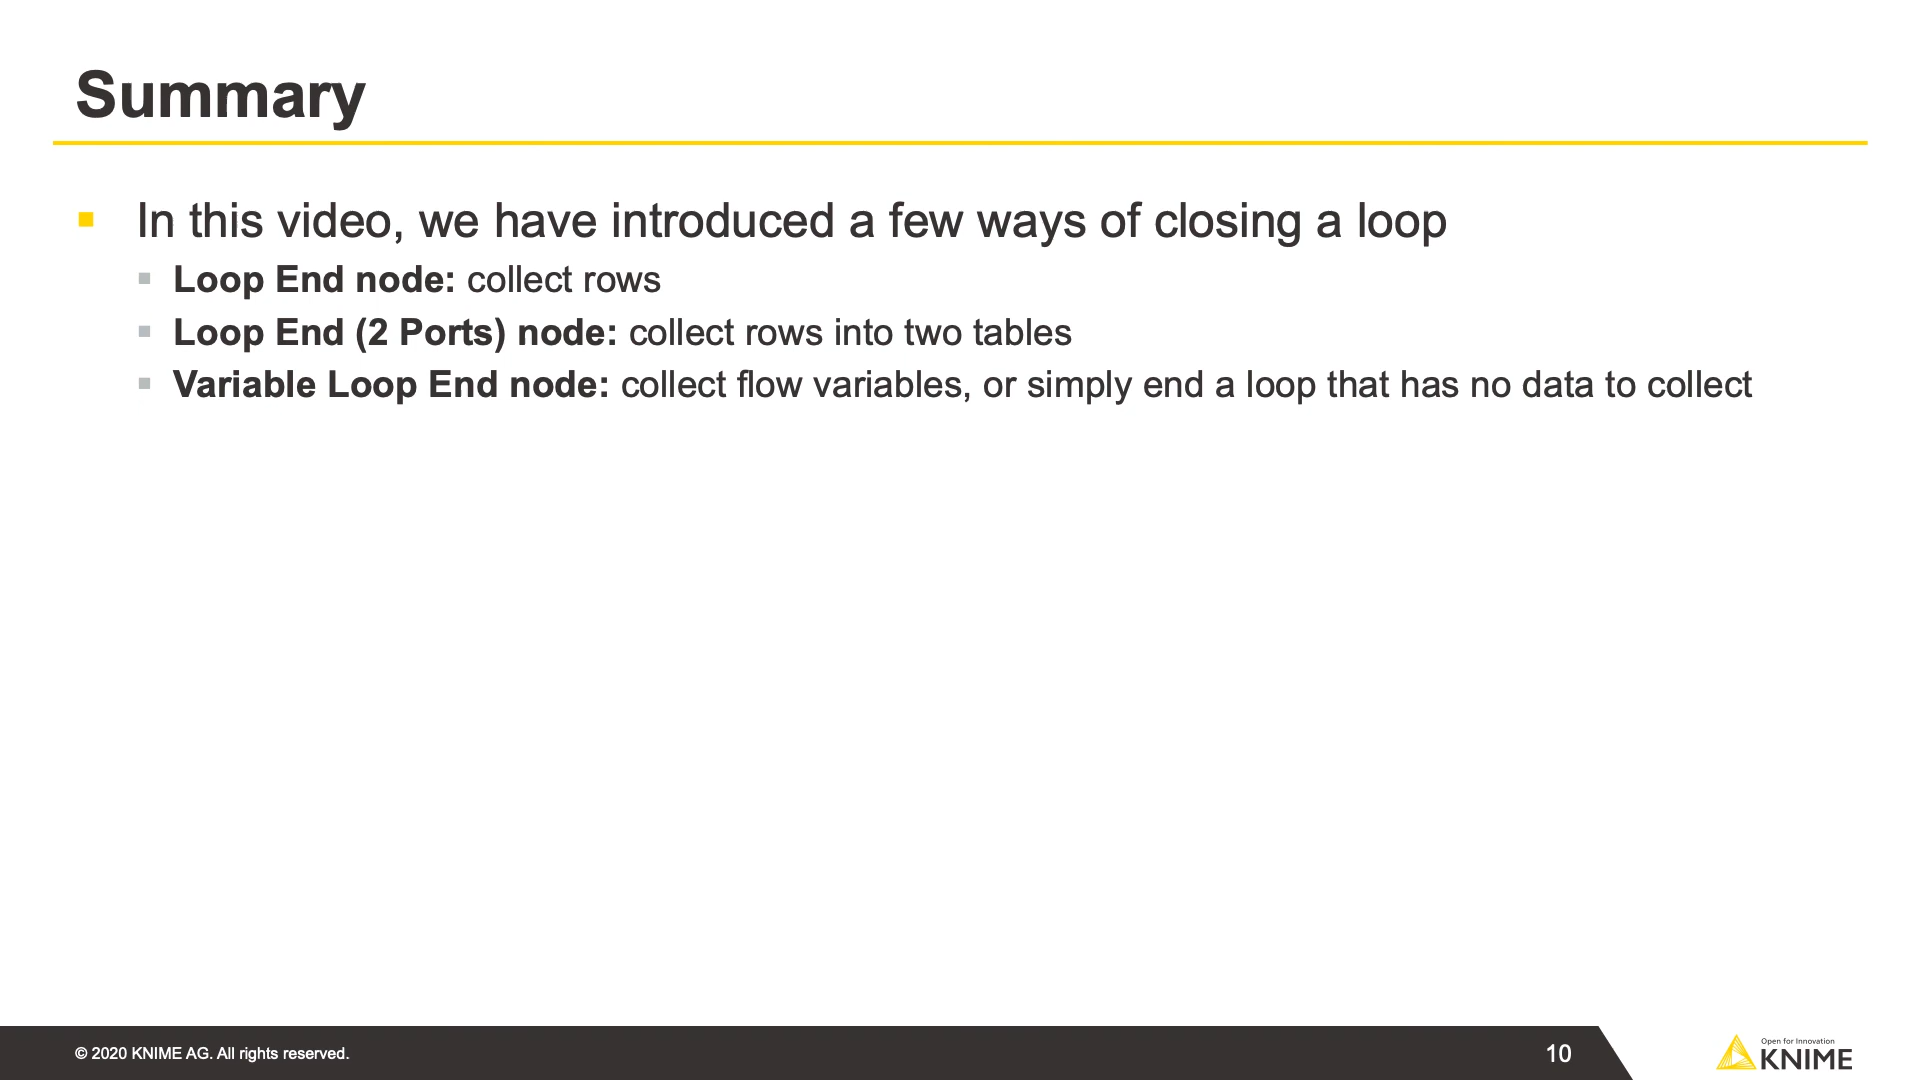 Summary
In this video, we have introduced a few ways of closing a loop
Loop End node: collect rows
Loop End (2 Ports) node: collect rows into two tables
Variable Loop End node: collect flow variables, or simply end a loop that has no data to collect
© 2020 KNIME AG. All rights reserved.
10
Open for Innovation
KNIME